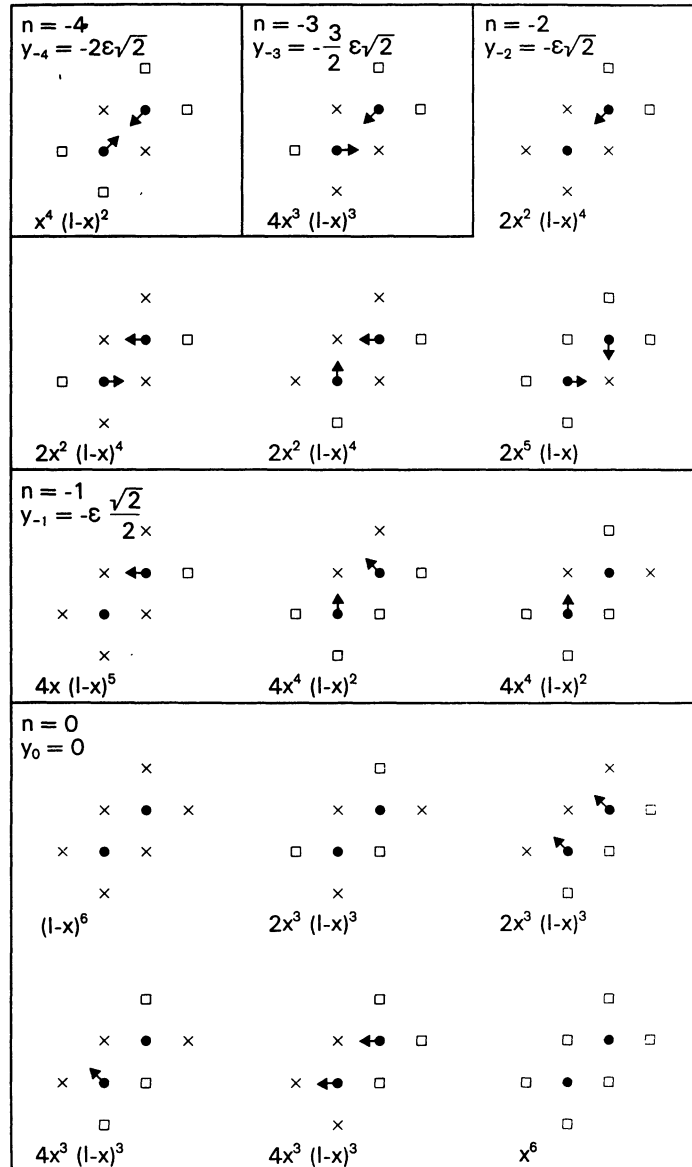 n = -4
y₋₄ = -2ε√2
x⁴ (l-x)²
n = -3
y₋₃ = -3/2 ε√2
4x³ (l-x)³
n = -2
y₋₂ = -ε√2
2x² (l-x)⁴
2x² (l-x)⁴
2x² (l-x)⁴
2x⁵ (l-x)
n = -1
y₋₁ = -ε √2/2
4x (l-x)⁵
4x⁴ (l-x)²
4x⁴ (l-x)²
n = 0
y₀ = 0
(l-x)⁶
2x³ (l-x)³
2x³ (l-x)³
4x³ (l-x)³
4x³ (l-x)³
x⁶